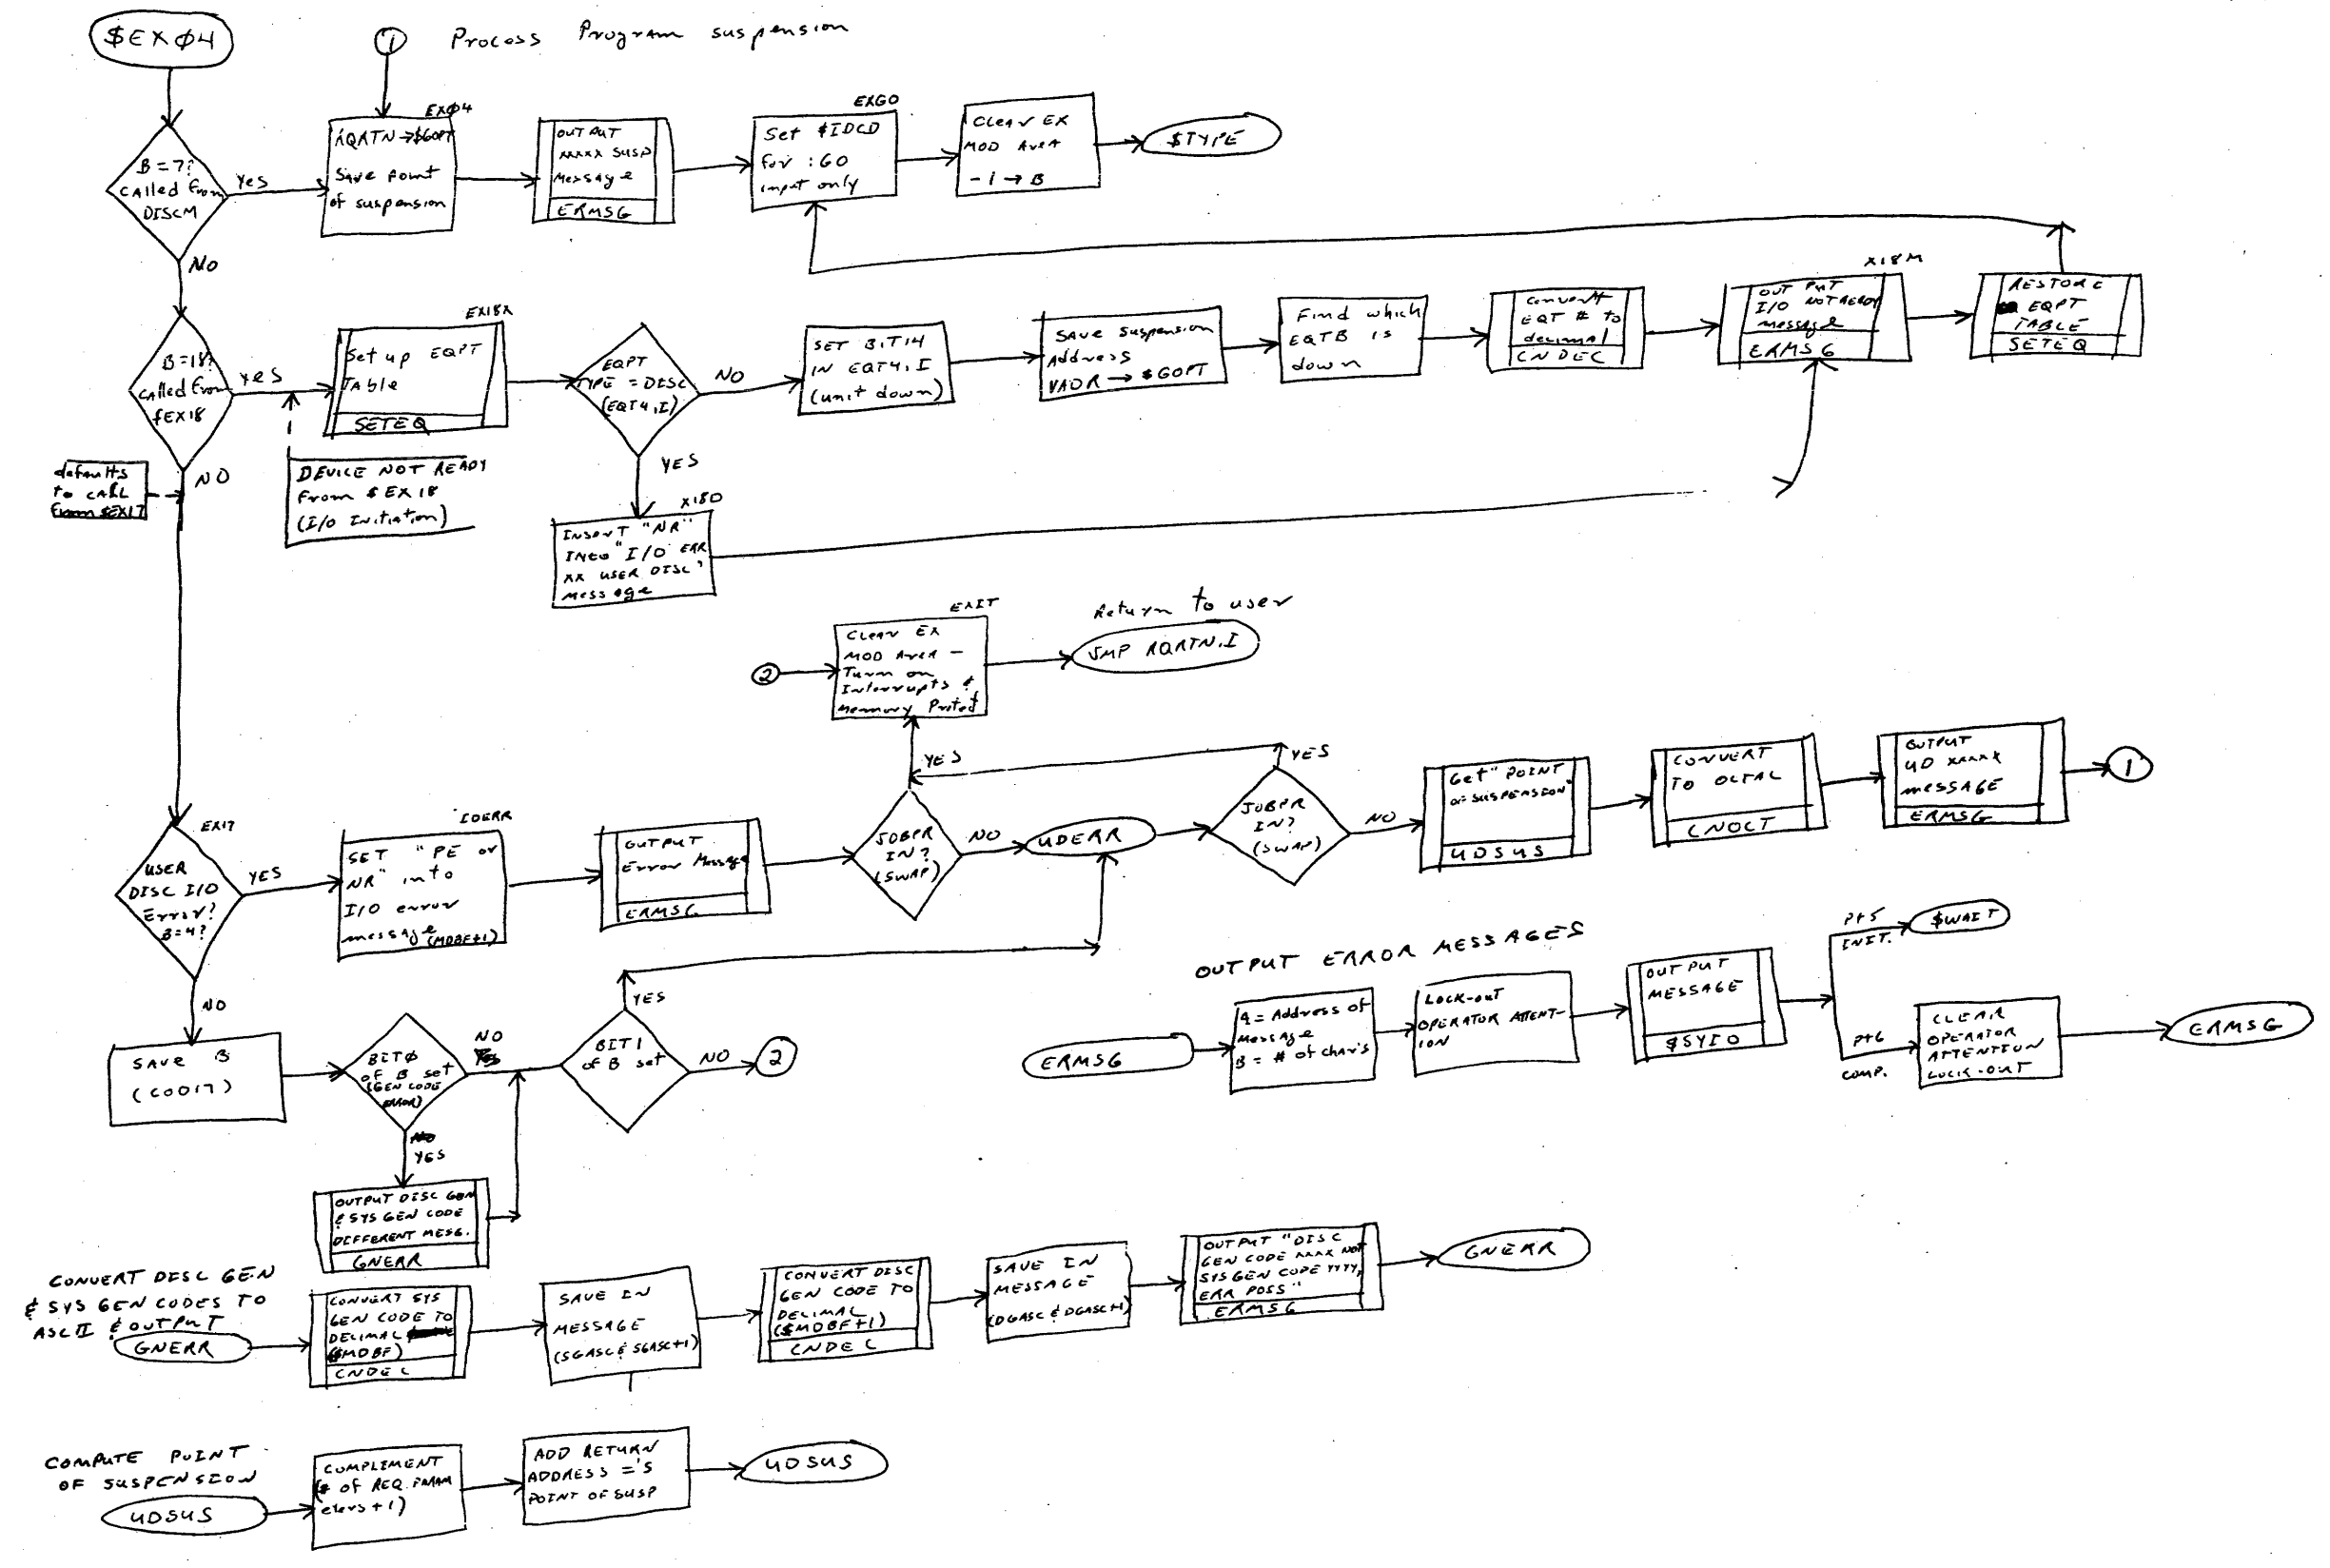 $EXØ4
1 Process Program suspension
B=7?
Called from
DISCM
Yes
NO
EXØ4
RQRTN→$GOPT
Save point
of suspension
OUTPUT
XXXXX SUSP
Message
ERMSG
EXGO
Set $IDCD
for :GO
input only
Clear EX
MOD Area
-1→B
$TYPE
B=18?
Called from
$EX18
yes
NO
defaults
to CALL
from $EX17
EX18X
Set up EQPT
Table
SETEQ
DEVICE NOT READY
From $EX18
(I/O Initiation)
EQPT
TYPE = DISC
(EQT4,I)
NO
YES
SET BIT14
IN EQT4,I
(unit down)
SAVE Suspension
Address
VADR→$GOPT
Find which
EQTB is
down
Convert
EQT # to
decimal
CNDEC
X18M
OUTPUT
I/O NOT READY
message
ERMSG
RESTORE
EQPT
TABLE
SETEQ
X18D
INSERT "NR"
INto "I/O ERR
XX USER DISC"
Message
EXIT
Clear EX
MOD Area -
Turn on
Interrupts &
Memory Protect
2
Return to user
JMP RQRTN,I
EX17
USER
DISC I/O
Error?
B=4?
YES
NO
IDERR
SET "PE or
NR" into
I/O error
message (MDBF+1)
OUTPUT
Error Message
ERMSG
JOBPR
IN?
(SWAP)
YES
NO
UDERR
JOBPR
IN?
(SWAP)
YES
NO
Get "POINT
OF SUSPENSION"
UDSUS
CONVERT
TO OCTAL
CNOCT
OUTPUT
UD XXXX
MESSAGE
ERMSG
1
SAVE B
(COO17)
BITØ
of B set
(GEN CODE
ERROR)
NO
YES
BIT1
of B set
YES
NO
2
OUTPUT DISC GEN
& SYS GEN CODE
DIFFERENT MESG.
GNERR
OUTPUT ERROR MESSAGES
ERMSG
A = Address of
Message
B = # of char's
LOCK-OUT
OPERATOR ATTENT-
ION
OUTPUT
MESSAGE
$SYIO
pt5
INIT.
$WAIT
pt6
COMP.
CLEAR
OPERATOR
ATTENTION
LOCK-OUT
ERMSG
CONVERT DISC GEN
& SYS GEN CODES TO
ASCII & OUTPUT
GNERR
CONVERT SYS
GEN CODE TO
DECIMAL
($MDBF)
CNDEC
SAVE IN
MESSAGE
(SGASC & SGASC+1)
CONVERT DISC
GEN CODE TO
DECIMAL
($MDBF+1)
CNDEC
SAVE IN
MESSAGE
(DGASC & DGASC+1)
OUTPUT "DISC
GEN CODE XXXX NOT
SYS GEN CODE YYYY,
ERR POSS"
ERMSG
GNERR
COMPUTE POINT
OF SUSPENSION
UDSUS
COMPLIMENT
(# OF REQ. PARAM
eters +1)
ADD RETURN
ADDRESS ='S
POINT OF SUSP
UDSUS